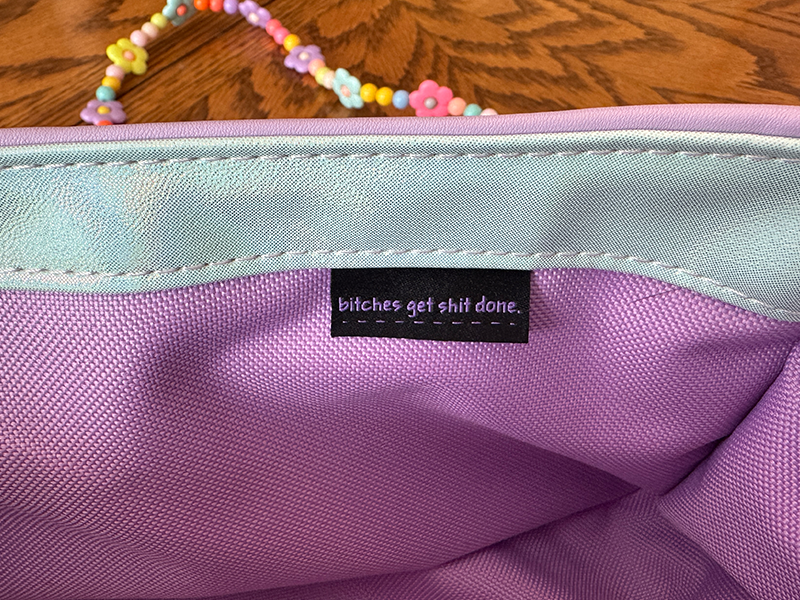 bitches get shit done.